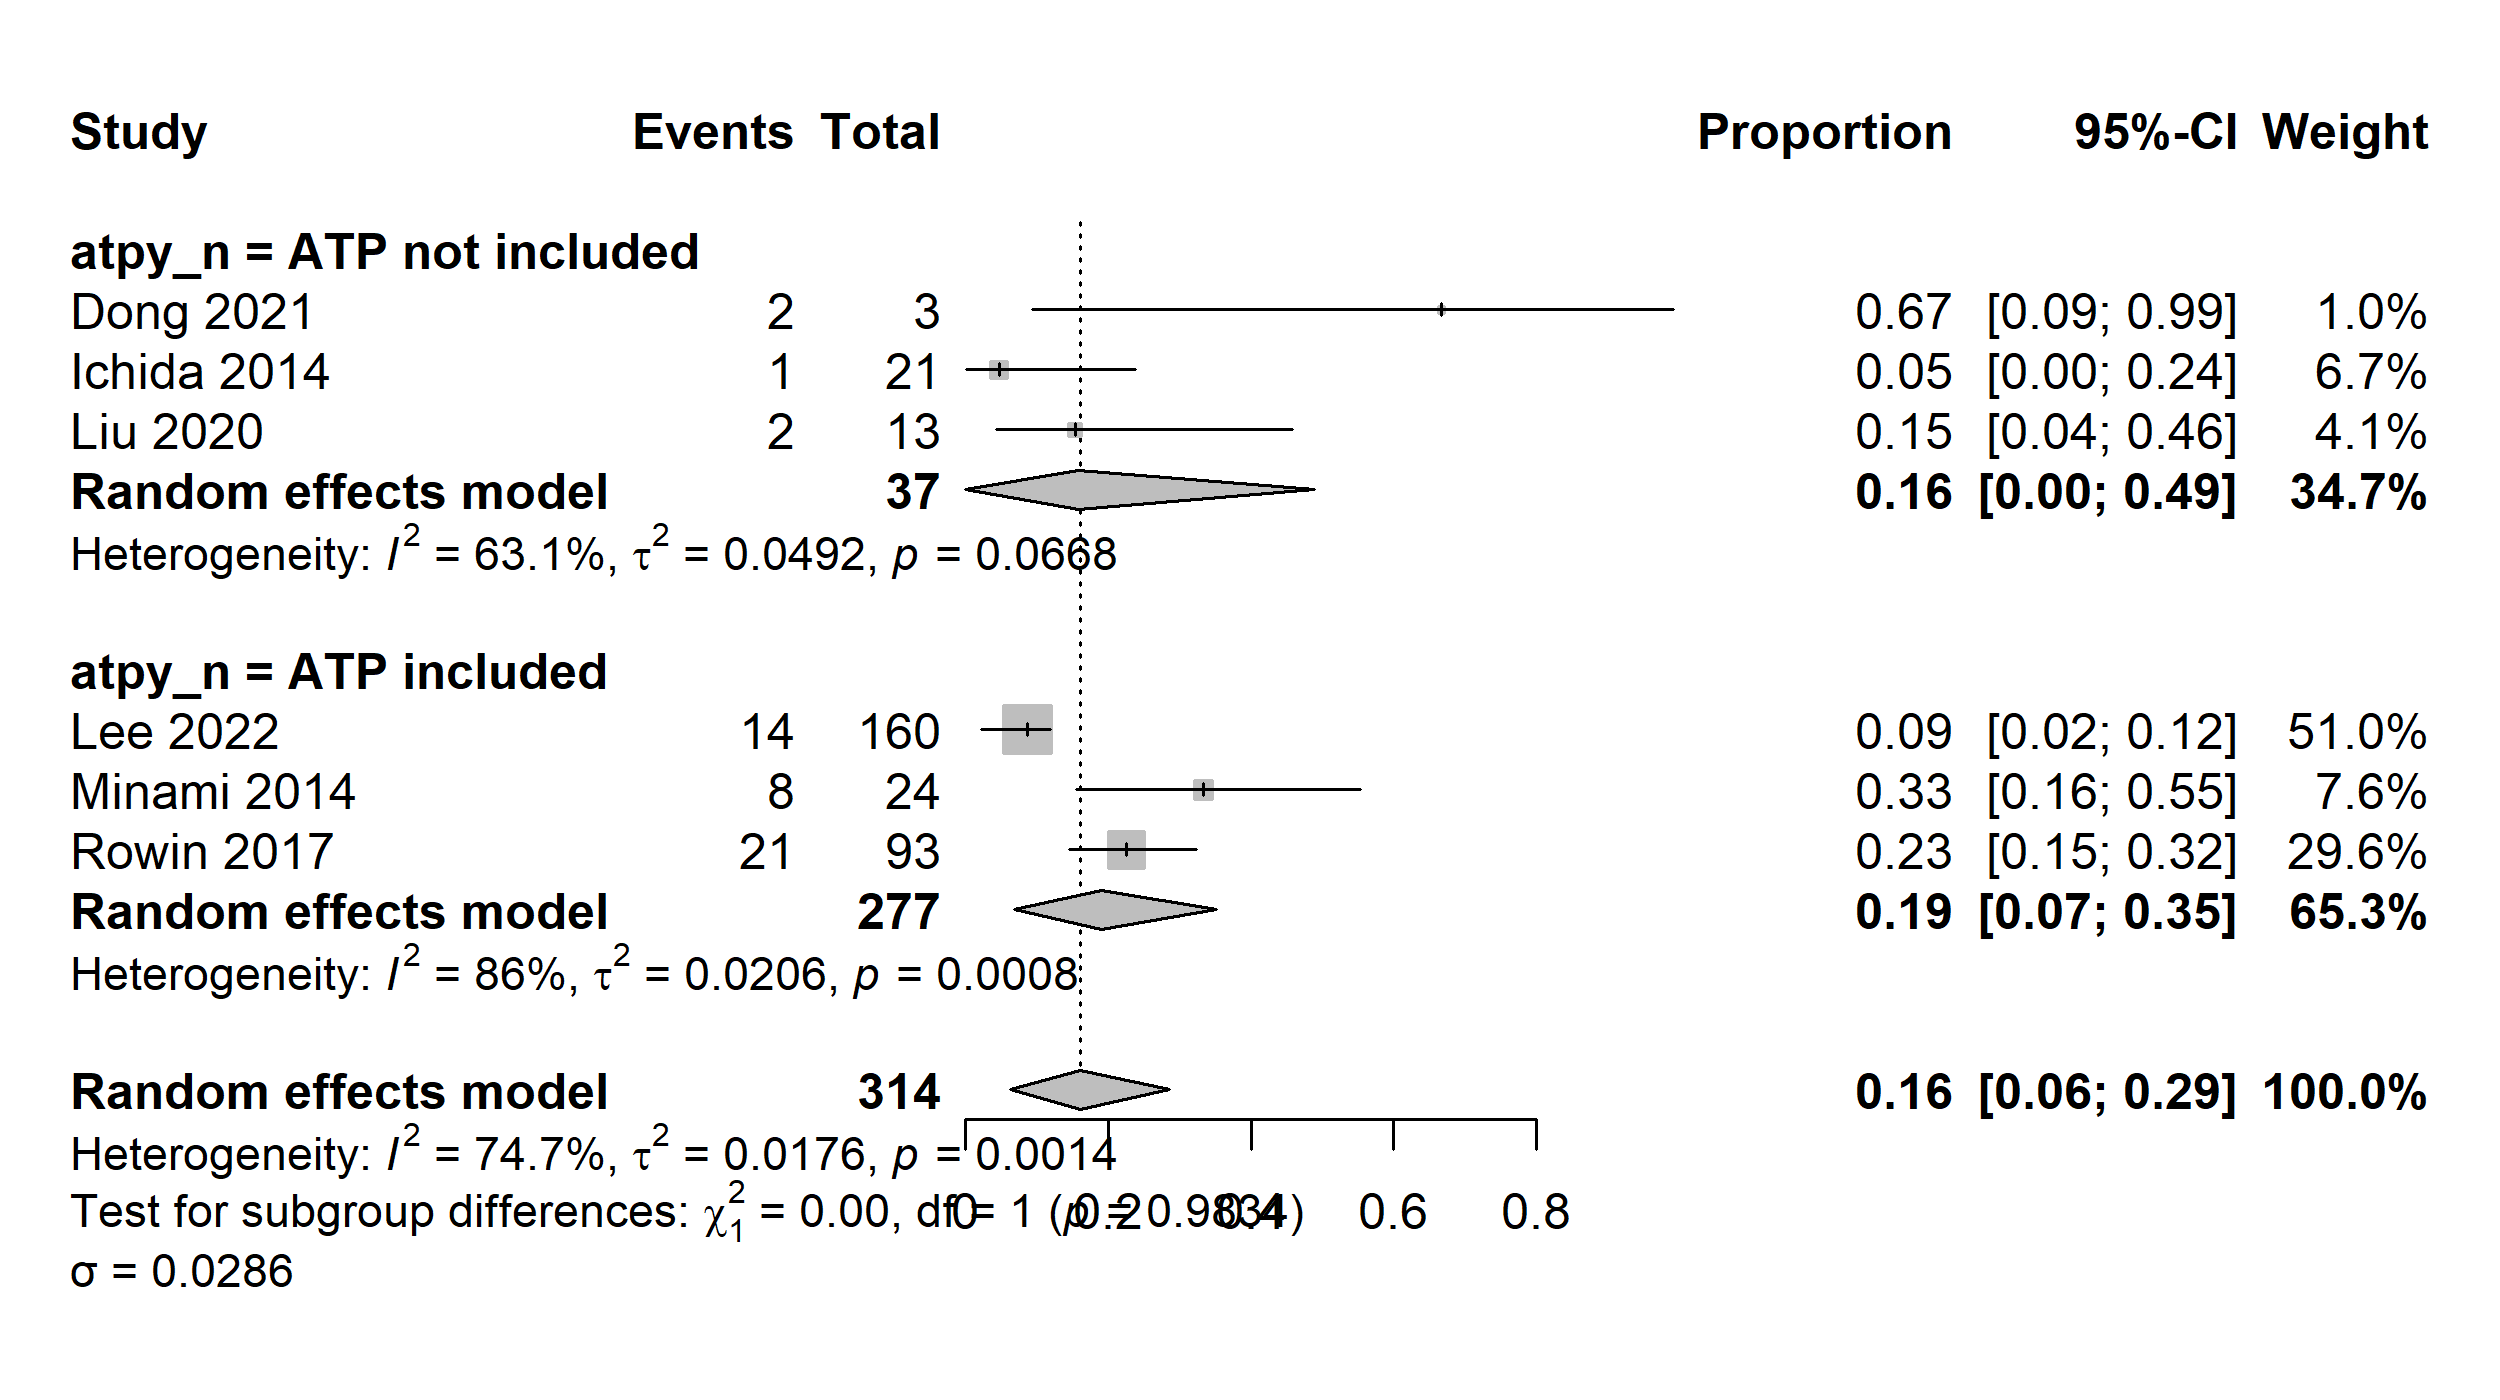 Study Events Total Proportion 95%-CI Weight
atpy_n = ATP not included
Dong 2021 2 3 0.67 [0.09; 0.99] 1.0%
Ichida 2014 1 21 0.05 [0.00; 0.24] 6.7%
Liu 2020 2 13 0.15 [0.04; 0.46] 4.1%
Random effects model 37 0.16 [0.00; 0.49] 34.7%
Heterogeneity: I² = 63.1%, τ² = 0.0492, p = 0.0668
atpy_n = ATP included
Lee 2022 14 160 0.09 [0.02; 0.12] 51.0%
Minami 2014 8 24 0.33 [0.16; 0.55] 7.6%
Rowin 2017 21 93 0.23 [0.15; 0.32] 29.6%
Random effects model 277 0.19 [0.07; 0.35] 65.3%
Heterogeneity: I² = 86%, τ² = 0.0206, p = 0.0008
Random effects model 314 0.16 [0.06; 0.29] 100.0%
Heterogeneity: I² = 74.7%, τ² = 0.0176, p = 0.0014
Test for subgroup differences: χ²₁ = 0.00, df = 1 (p = 0.9834)
0 0.2 0.4 0.6 0.8
σ = 0.0286